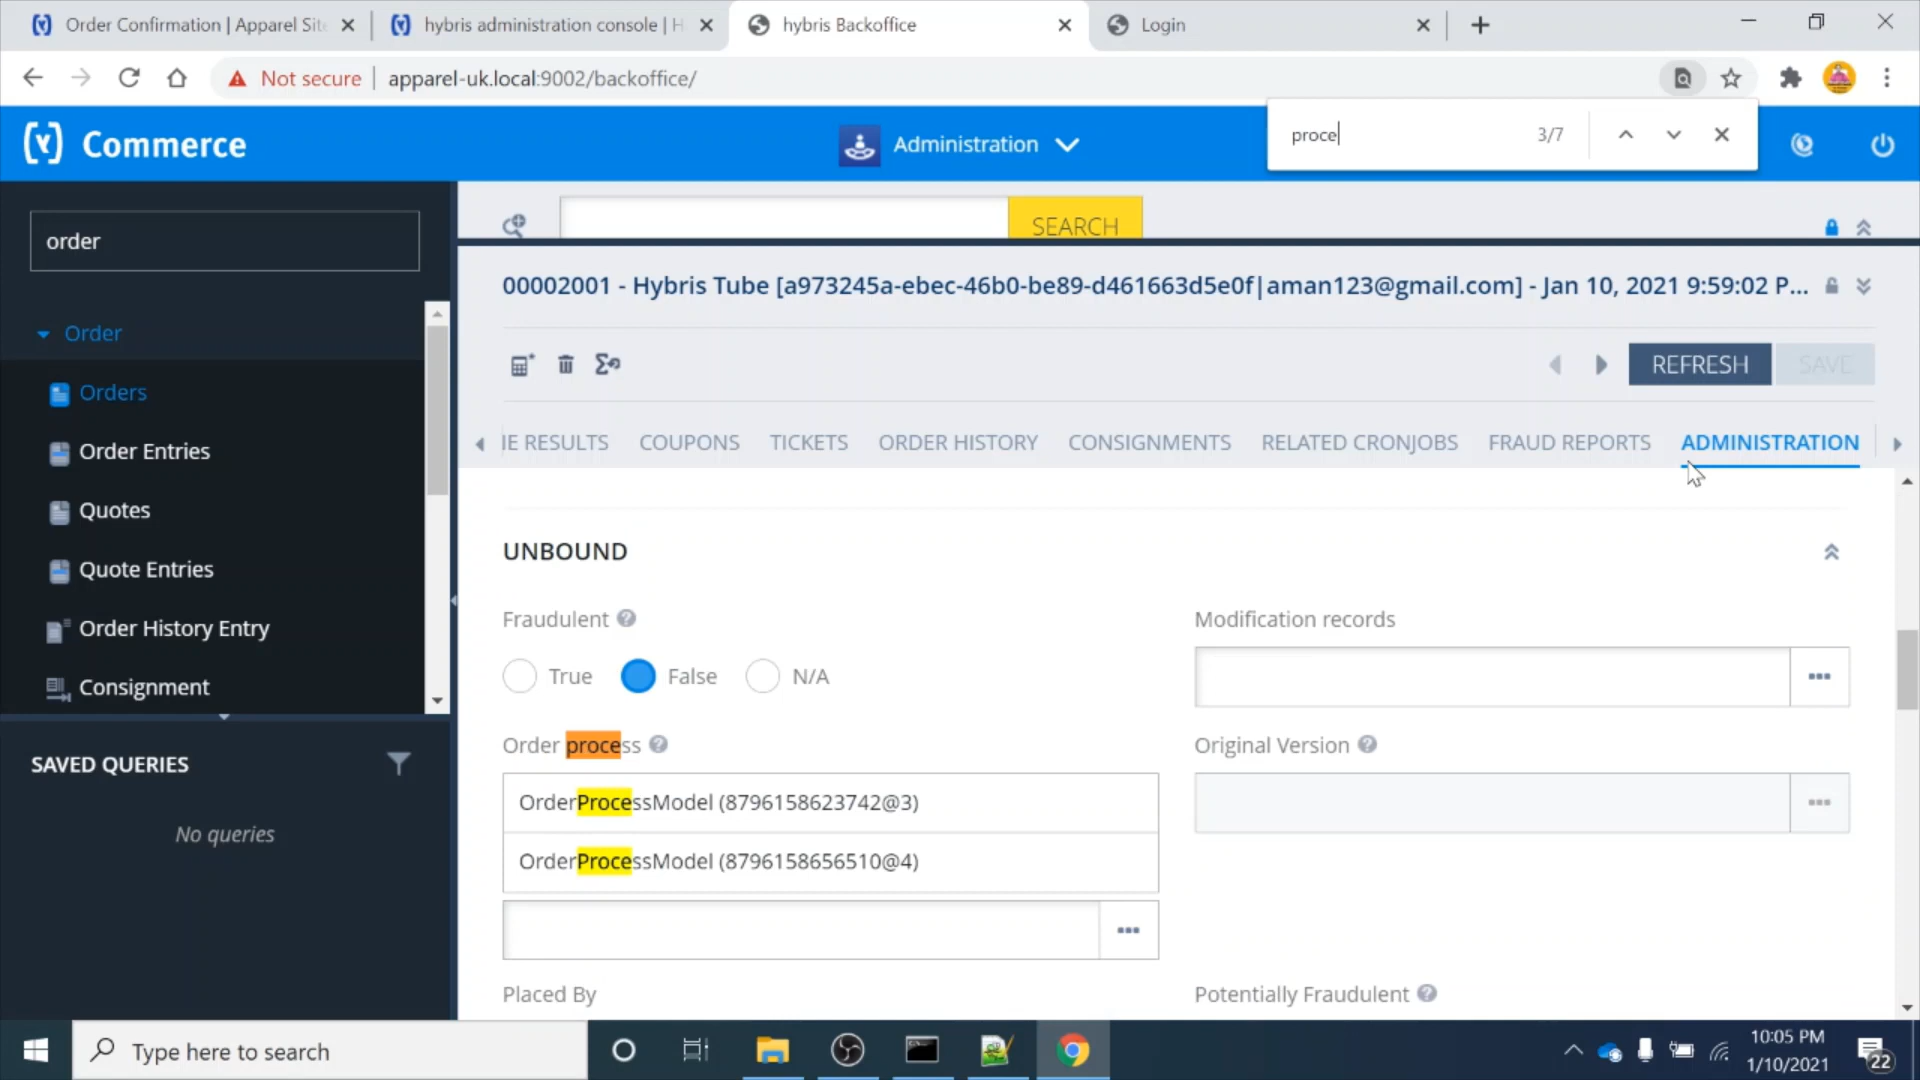 Order Confirmation | Apparel Site
hybris administration console | H
hybris Backoffice
Login
Not secure
apparel-uk.local:9002/backoffice/
Commerce
Administration
proce
3/7
order
SEARCH
Order
Orders
Order Entries
Quotes
Quote Entries
Order History Entry
Consignment
00002001 - Hybris Tube [a973245a-ebec-46b0-be89-d461663d5e0f|aman123@gmail.com] - Jan 10, 2021 9:59:02 P...
REFRESH
SAVE
IE RESULTS
COUPONS
TICKETS
ORDER HISTORY
CONSIGNMENTS
RELATED CRONJOBS
FRAUD REPORTS
ADMINISTRATION
UNBOUND
Fraudulent
Modification records
True
False
N/A
Order process
Original Version
OrderProcessModel (8796158623742@3)
OrderProcessModel (8796158656510@4)
Placed By
Potentially Fraudulent
SAVED QUERIES
No queries
Type here to search
10:05 PM
1/10/2021
22